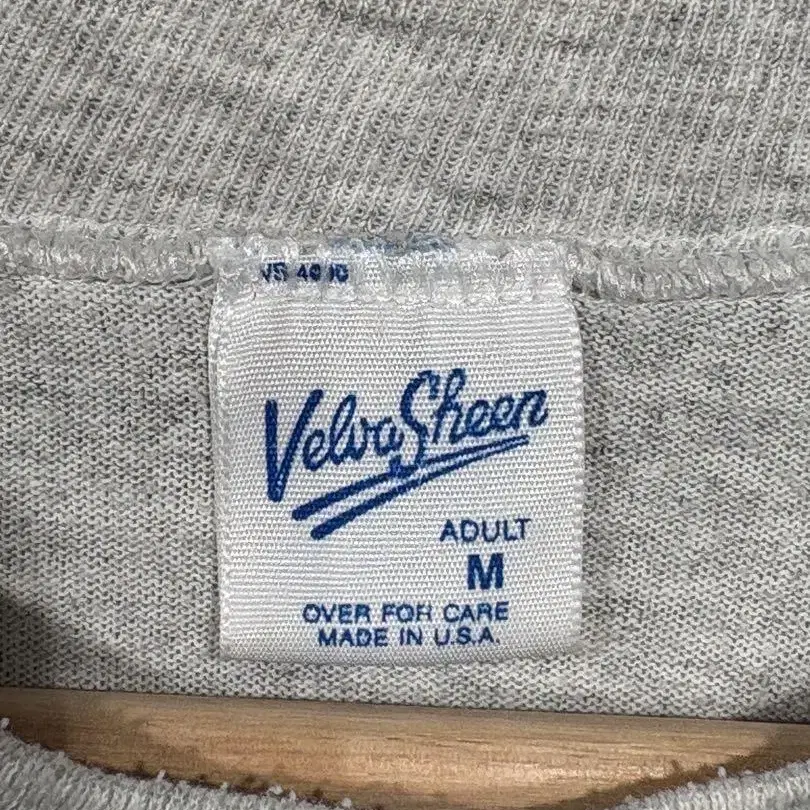 VelvaSheen
ADULT
M
OVER FOR CARE
MADE IN U.S.A.